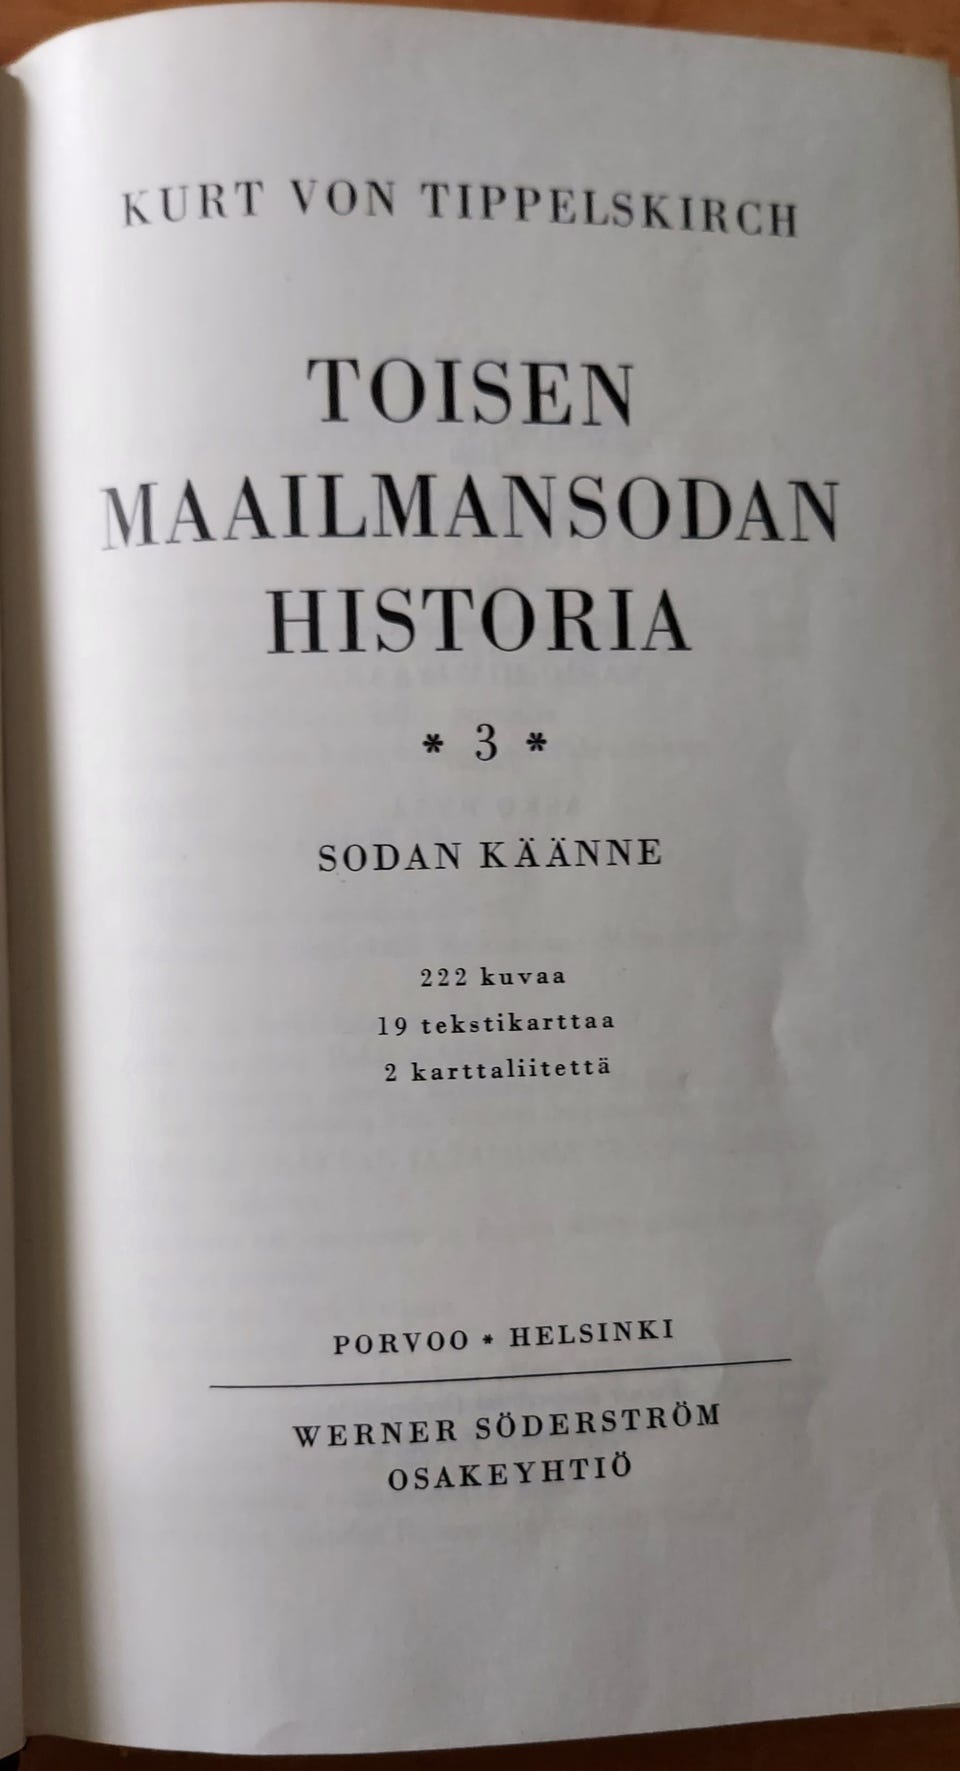 KURT VON TIPPELSKIRCH
TOISEN
MAAILMANSODAN
HISTORIA
* 3 *
SODAN KÄÄNNE
222 kuvaa
19 tekstikarttaa
2 karttaliitettä
PORVOO * HELSINKI
WERNER SÖDERSTRÖM
OSAKEYHTIÖ